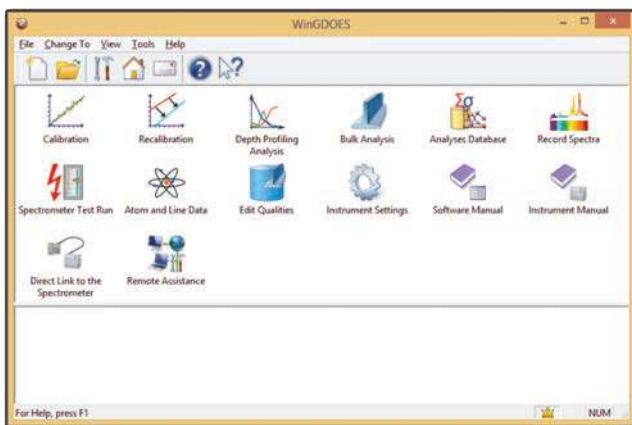 WinGDOES
File Change To View Tools Help
Calibration Recalibration Depth Profiling Analysis Bulk Analysis Analyses Database Record Spectra
Spectrometer Test Run Atom and Line Data Edit Qualities Instrument Settings Software Manual Instrument Manual
Direct Link to the Spectrometer Remote Assistance
For Help, press F1 NUM